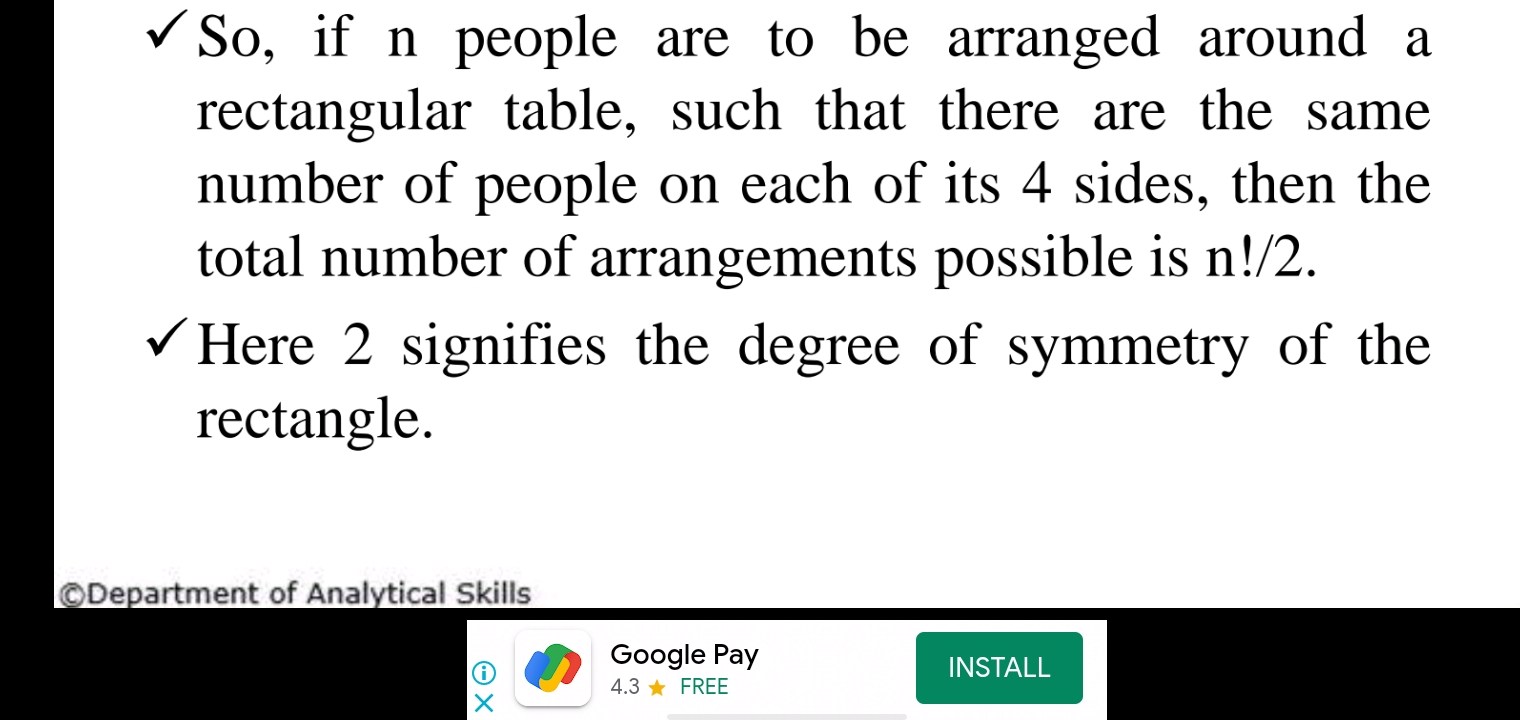 ✓ So, if n people are to be arranged around a
rectangular table, such that there are the same
number of people on each of its 4 sides, then the
total number of arrangements possible is n!/2.
✓ Here 2 signifies the degree of symmetry of the
rectangle.
©Department of Analytical Skills
Google Pay
4.3 ★ FREE
INSTALL